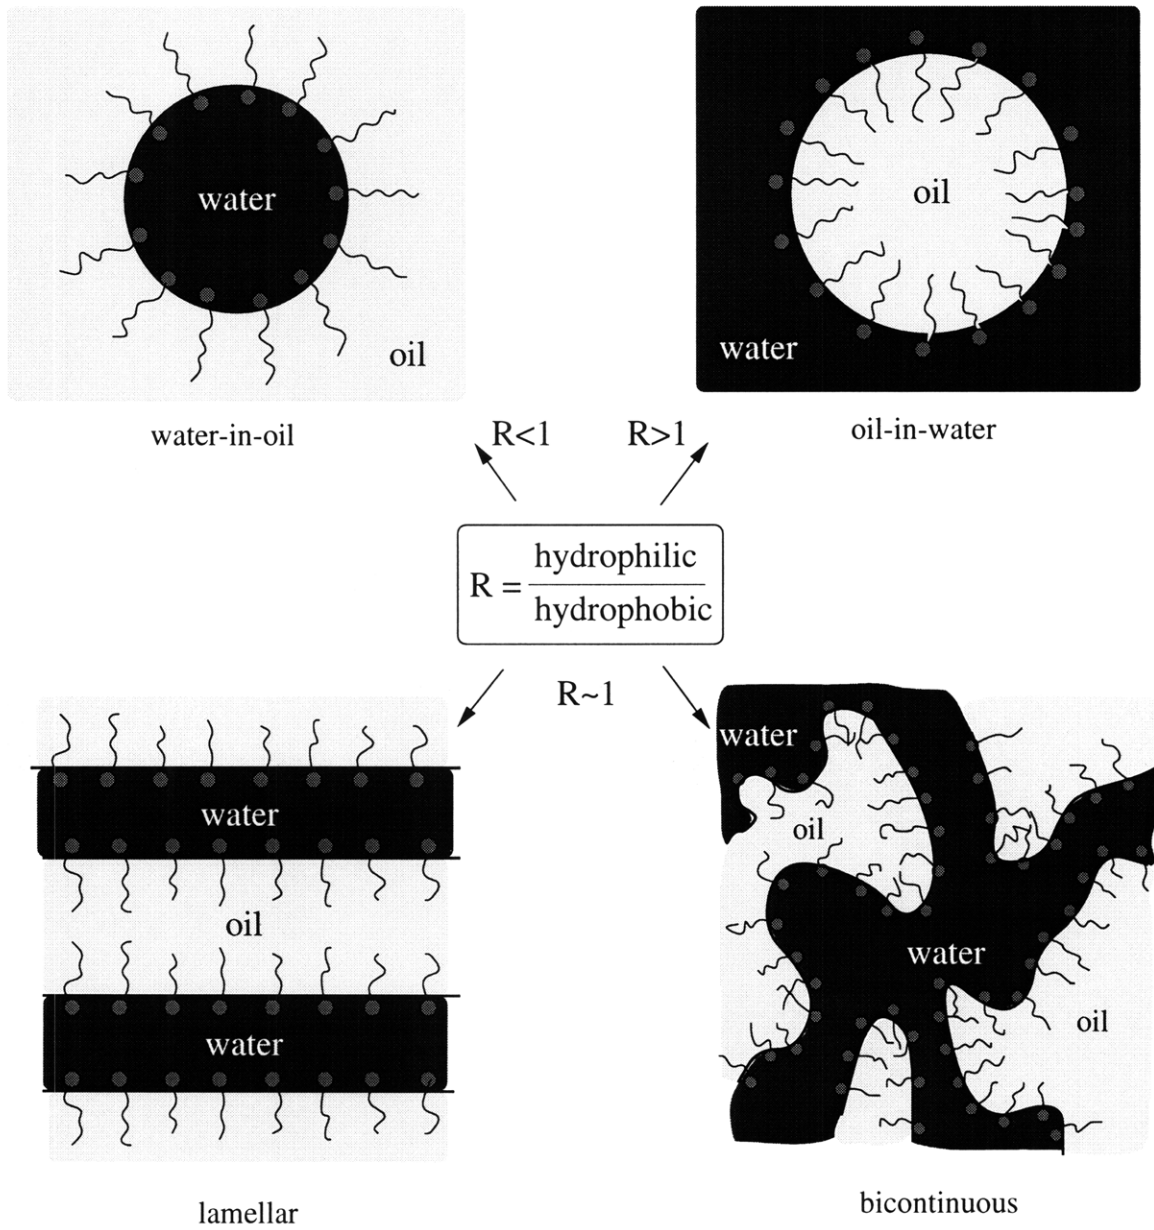 water
oil
water-in-oil
oil
water
oil-in-water
R<1
R>1
R = hydrophilic
hydrophobic
R~1
water
oil
water
lamellar
water
oil
water
oil
bicontinuous